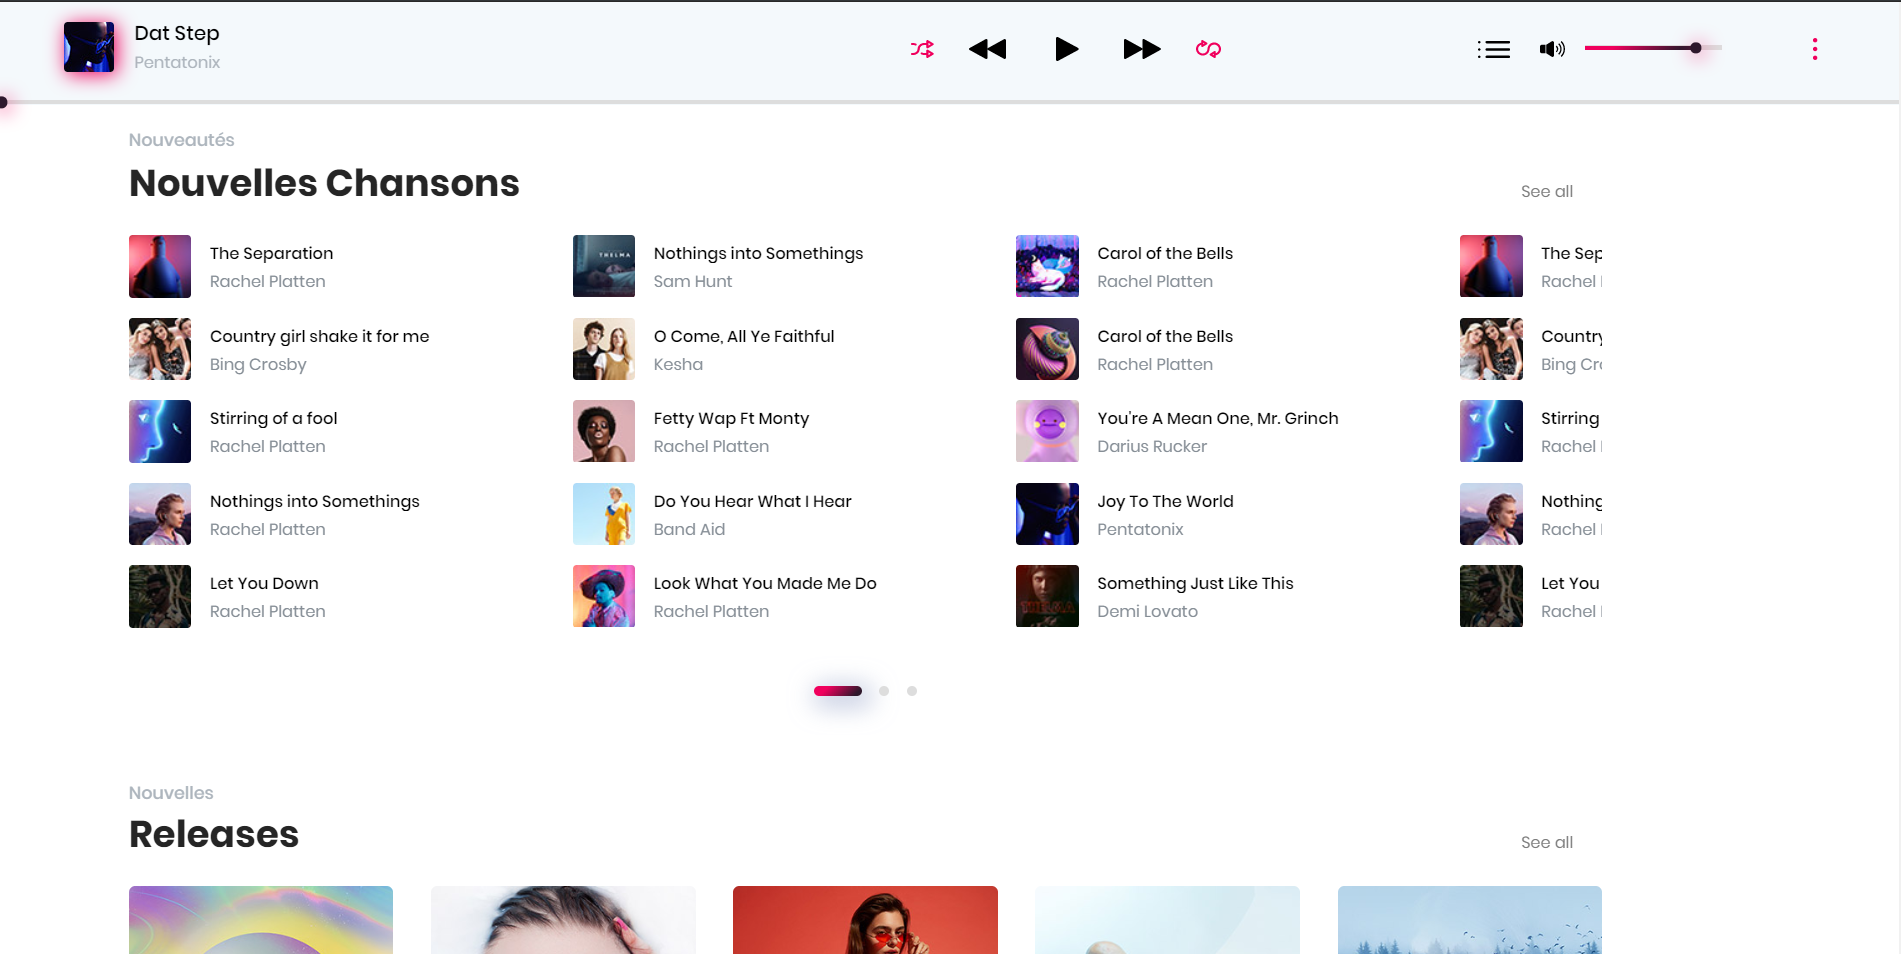 Dat Step
Pentatonix
Nouveautés
Nouvelles Chansons
See all
The Separation
Rachel Platten
Country girl shake it for me
Bing Crosby
Stirring of a fool
Rachel Platten
Nothings into Somethings
Rachel Platten
Let You Down
Rachel Platten
THELMA
Nothings into Somethings
Sam Hunt
O Come, All Ye Faithful
Kesha
Fetty Wap Ft Monty
Rachel Platten
Do You Hear What I Hear
Band Aid
Look What You Made Me Do
Rachel Platten
Carol of the Bells
Rachel Platten
Carol of the Bells
Rachel Platten
You're A Mean One, Mr. Grinch
Darius Rucker
Joy To The World
Pentatonix
THELMA
Something Just Like This
Demi Lovato
The Sep
Rachel
Country
Bing Cro
Stirring
Rachel
Nothing
Rachel
Let You
Rachel
Nouvelles
Releases
See all